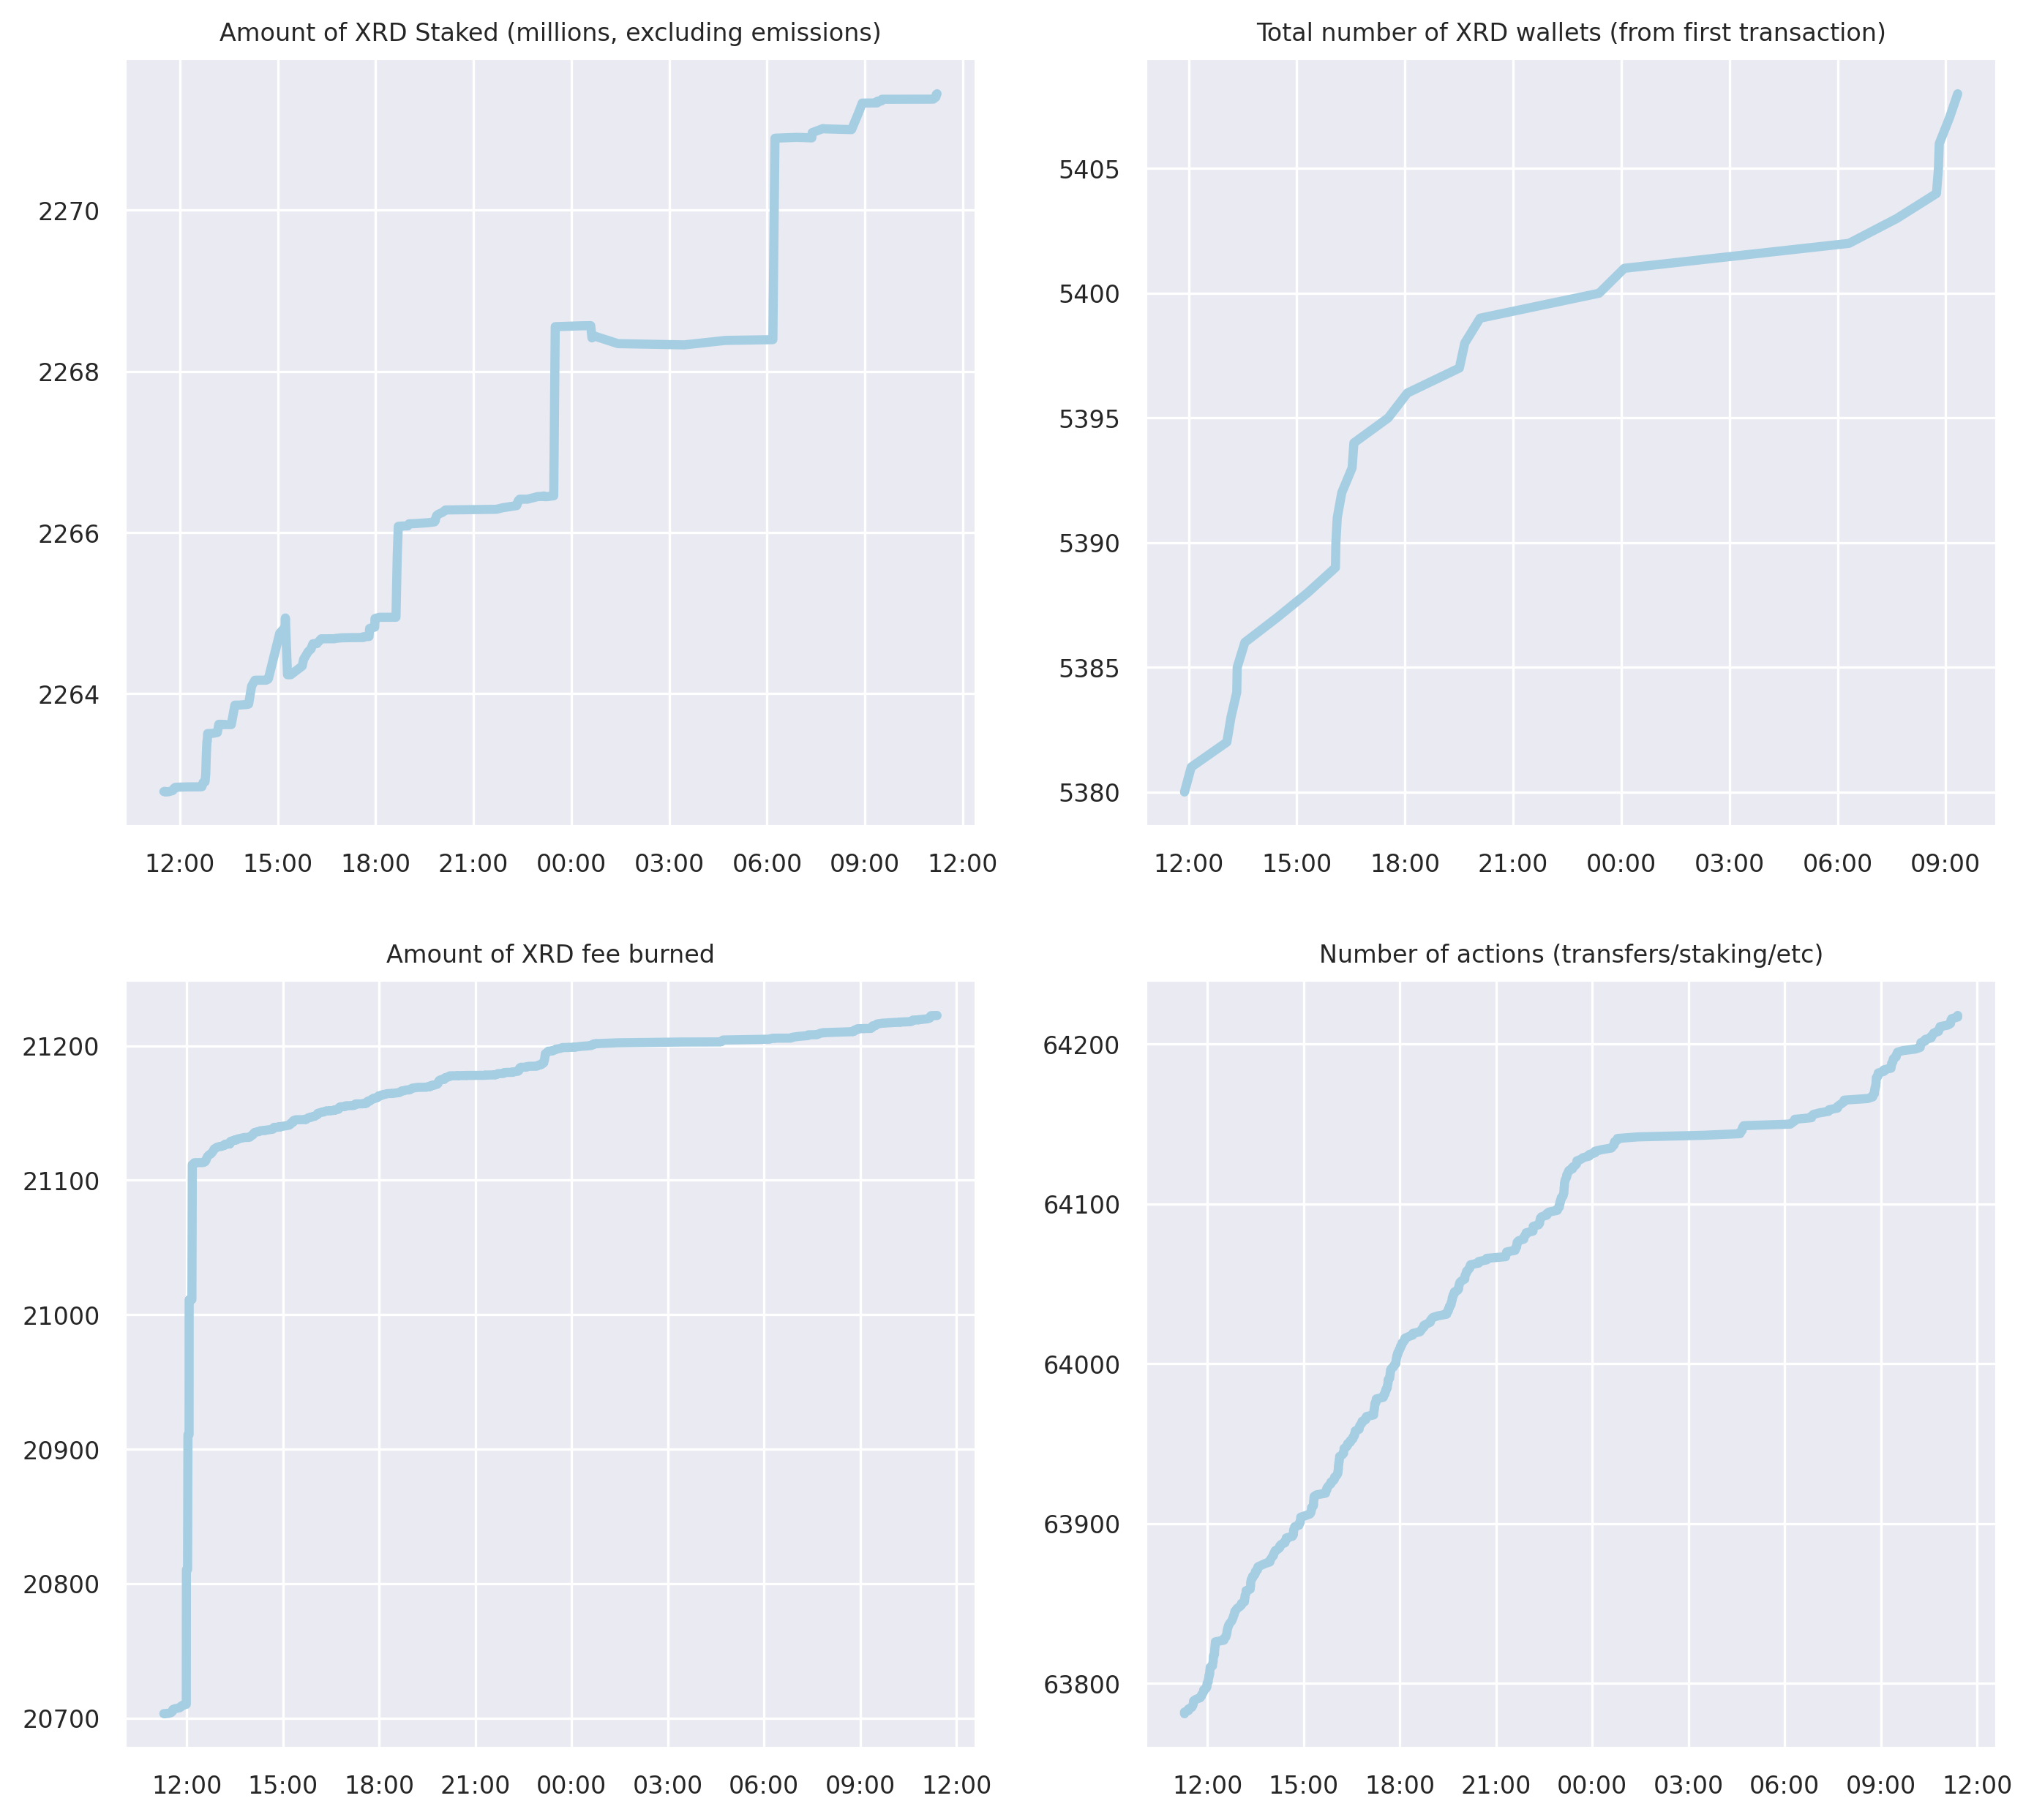 Amount of XRD Staked (millions, excluding emissions)
2270
2268
2266
2264
12:00 15:00 18:00 21:00 00:00 03:00 06:00 09:00 12:00
Total number of XRD wallets (from first transaction)
5405
5400
5395
5390
5385
5380
12:00 15:00 18:00 21:00 00:00 03:00 06:00 09:00
Amount of XRD fee burned
21200
21100
21000
20900
20800
20700
12:00 15:00 18:00 21:00 00:00 03:00 06:00 09:00 12:00
Number of actions (transfers/staking/etc)
64200
64100
64000
63900
63800
12:00 15:00 18:00 21:00 00:00 03:00 06:00 09:00 12:00